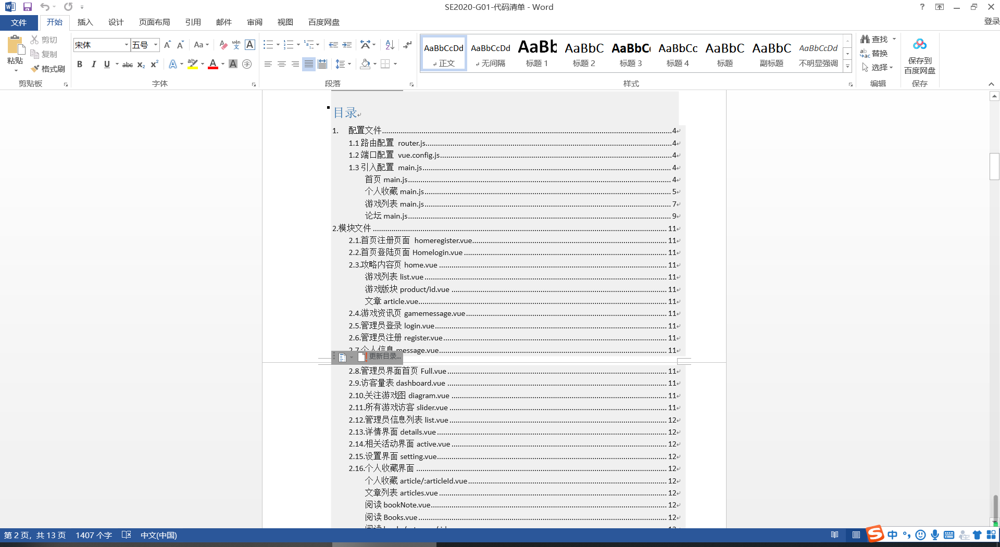 SE2020-G01-代码清单 - Word
?
文件 开始 插入 设计 页面布局 引用 邮件 审阅 视图 百度网盘 登录
粘贴 剪切 复制 格式刷 剪贴板
宋体 五号 Aa wén 文 A
B I U abc X₂ X² A ab A A 字
字体
段落
AaBbCcDd AaBbCcDd AaBb AaBbC AaBbC AaBbCc AaBbC AaBbC AaBbCcDd
正文 无间隔 标题 1 标题 2 标题 3 标题 4 标题 副标题 不明显强调
样式
查找 替换 选择 编辑
保存到
百度网盘
保存
目录
1. 配置文件 4
1.1 路由配置 router.js 4
1.2 端口配置 vue.config.js 4
1.3 引入配置 main.js 4
首页 main.js 4
个人收藏 main.js 5
游戏列表 main.js 7
论坛 main.js 9
2.模块文件 11
2.1.首页注册页面 homeregister.vue 11
2.2.首页登陆页面 Homelogin.vue 11
2.3.攻略内容页 home.vue 11
游戏列表 list.vue 11
游戏版块 product/id.vue 11
文章 article.vue 11
2.4.游戏资讯页 gamemessage.vue 11
2.5.管理员登录 login.vue 11
2.6.管理员注册 register.vue 11
2.7.个人信息 message.vue 11
更新目录...
2.8.管理员界面首页 Full.vue 11
2.9.访客量表 dashboard.vue 11
2.10.关注游戏图 diagram.vue 11
2.11.所有游戏访客 slider.vue 11
2.12.管理员信息列表 list.vue 12
2.13.详情界面 details.vue 12
2.14.相关活动界面 active.vue 12
2.15.设置界面 setting.vue 12
2.16.个人收藏界面 12
个人收藏 article/:articleId.vue 12
文章列表 articles.vue 12
阅读 bookNote.vue 12
阅读 Books.vue 12
第 2 页，共 13 页 1407 个字 中文(中国) 中